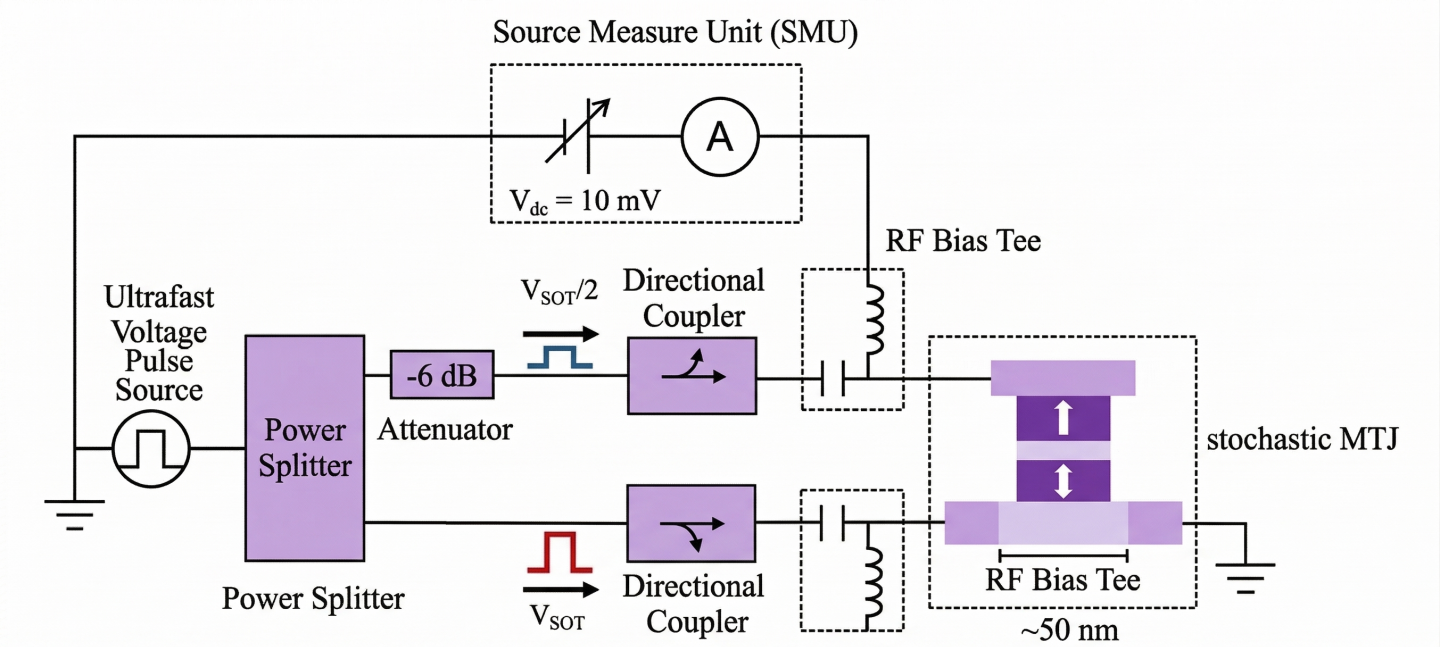 Source Measure Unit (SMU)
A
Vdc = 10 mV
RF Bias Tee
Ultrafast
Voltage
Pulse
Source
VSOT/2
Directional
Coupler
-6 dB
Attenuator
Power
Splitter
stochastic MTJ
Power Splitter
VSOT
Directional
Coupler
RF Bias Tee
~50 nm